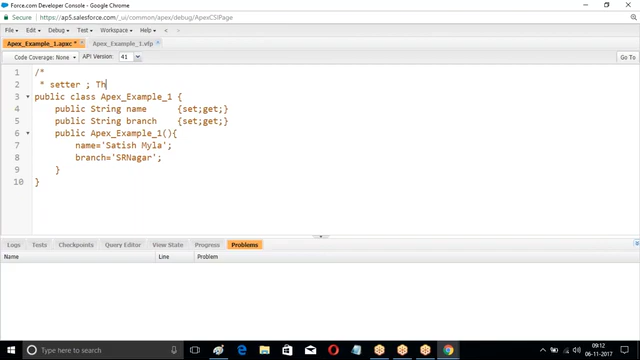 Force.com Developer Console - Google Chrome
Secure https://ap5.salesforce.com/_ui/common/apex/debug/ApexCSIPage
File Edit Debug Test Workspace Help < >
Apex_Example_1.apxc * Apex_Example_1.vfp
Code Coverage: None API Version: 41 Go To
1 /*
2 * setter ; Th
3 public class Apex_Example_1 {
4 public String name {set;get;}
5 public String branch {set;get;}
6 public Apex_Example_1(){
7 name='Satish Myla';
8 branch='SRNagar';
9 }
10 }
Logs Tests Checkpoints Query Editor View State Progress Problems
Name Line Problem
Type here to search
09:12
06-11-2017